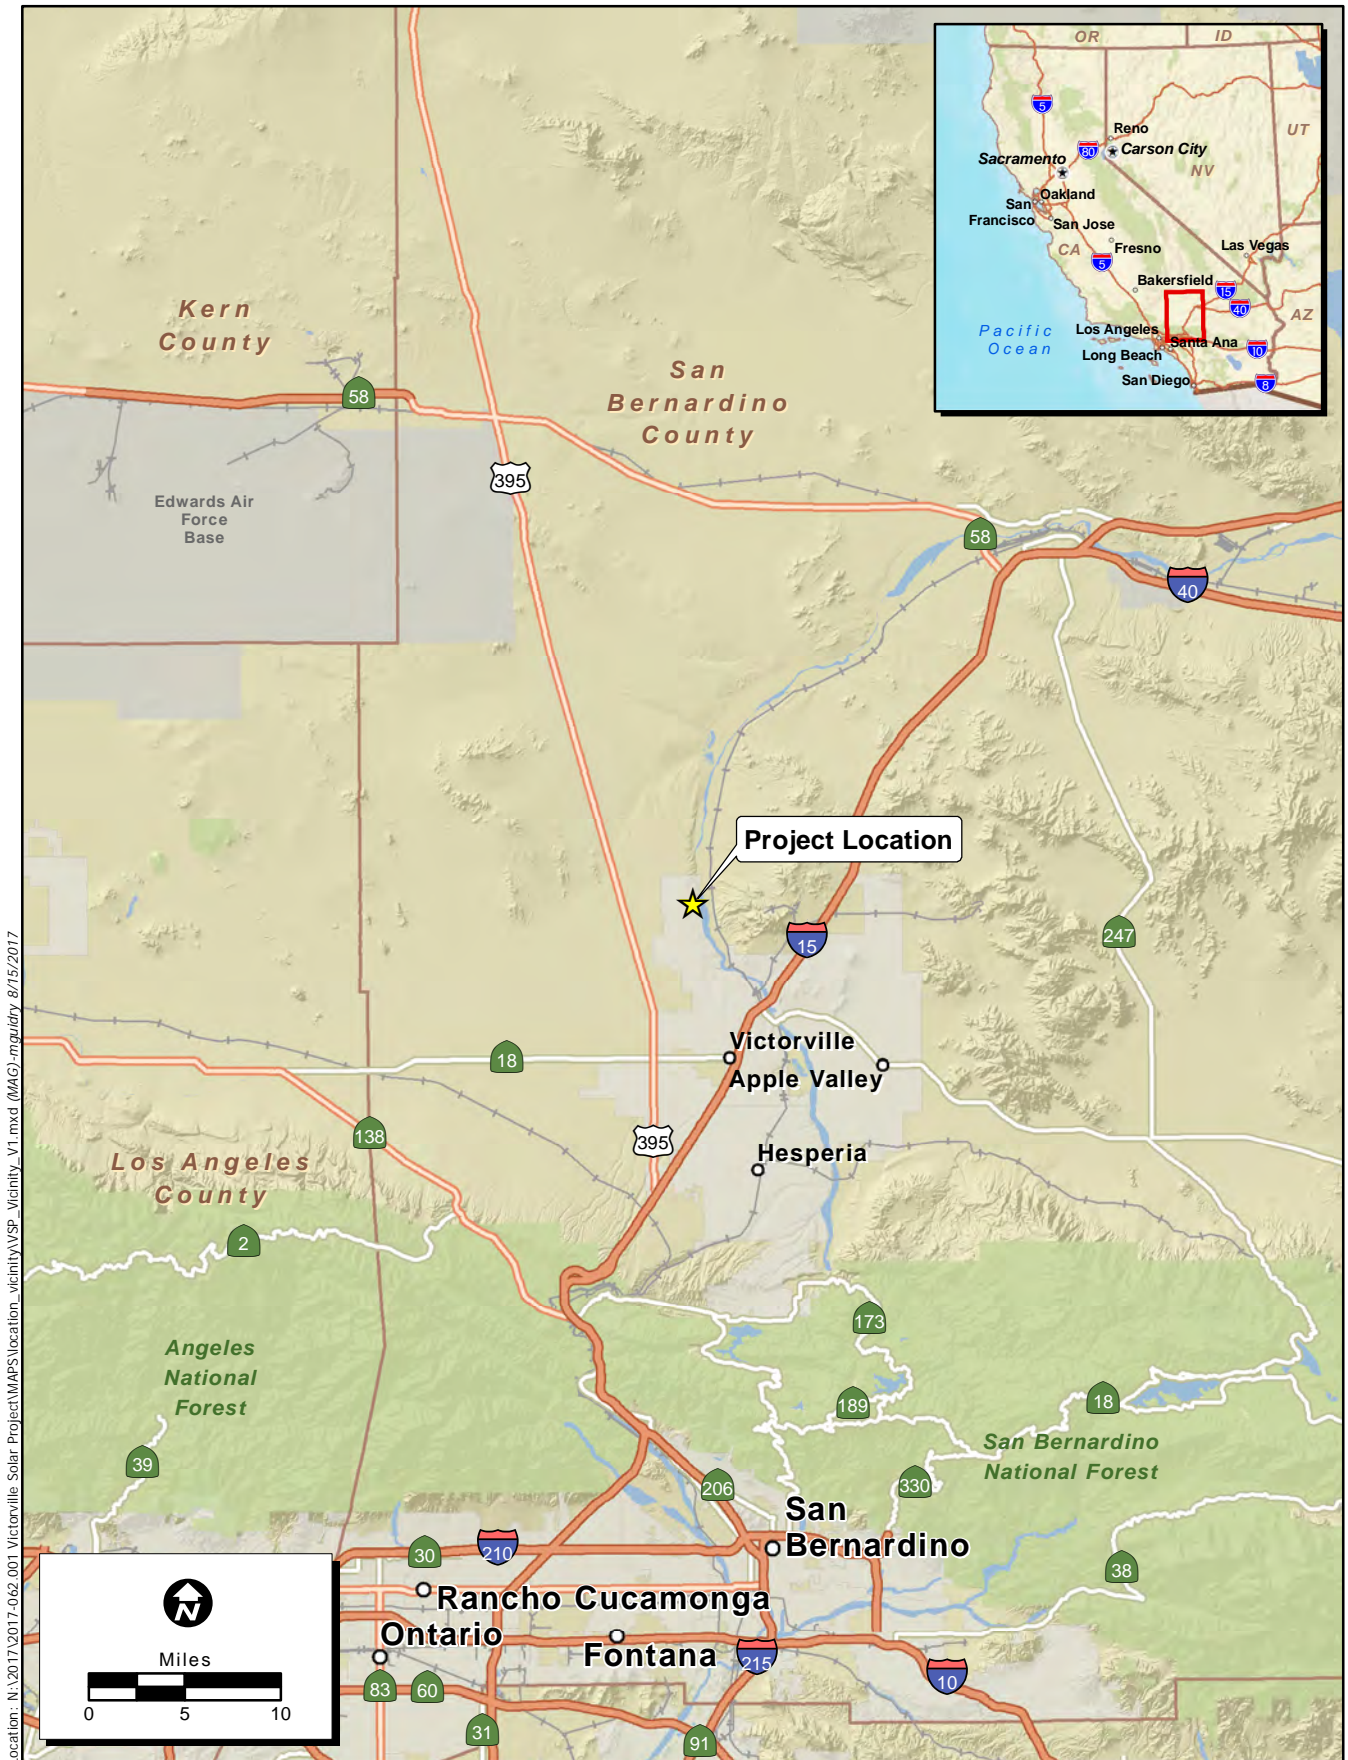 OR
ID
5
Reno
UT
80
Carson City
Sacramento
NV
Oakland
San
Francisco
San Jose
CA
Fresno
5
Las Vegas
Bakersfield
15
40
AZ
Pacific
Ocean
Los Angeles
Santa Ana
10
Long Beach
San Diego
8
Kern
County
San
Bernardino
County
58
395
Edwards Air
Force
Base
58
40
Project Location
15
247
Victorville
18
Apple Valley
138
395
Hesperia
Los Angeles
County
2
173
Angeles
National
Forest
189
18
San Bernardino
National Forest
39
330
206
San
Bernardino
30
210
38
Rancho Cucamonga
Ontario
Fontana
215
10
83
60
31
91
N
Miles
0 5 10
Location: N:\2017\2017-062.001 Victorville Solar Project\MAPS\location_vicinity\VSP_Vicinity_V1.mxd (MAG)-mguidry 8/15/2017